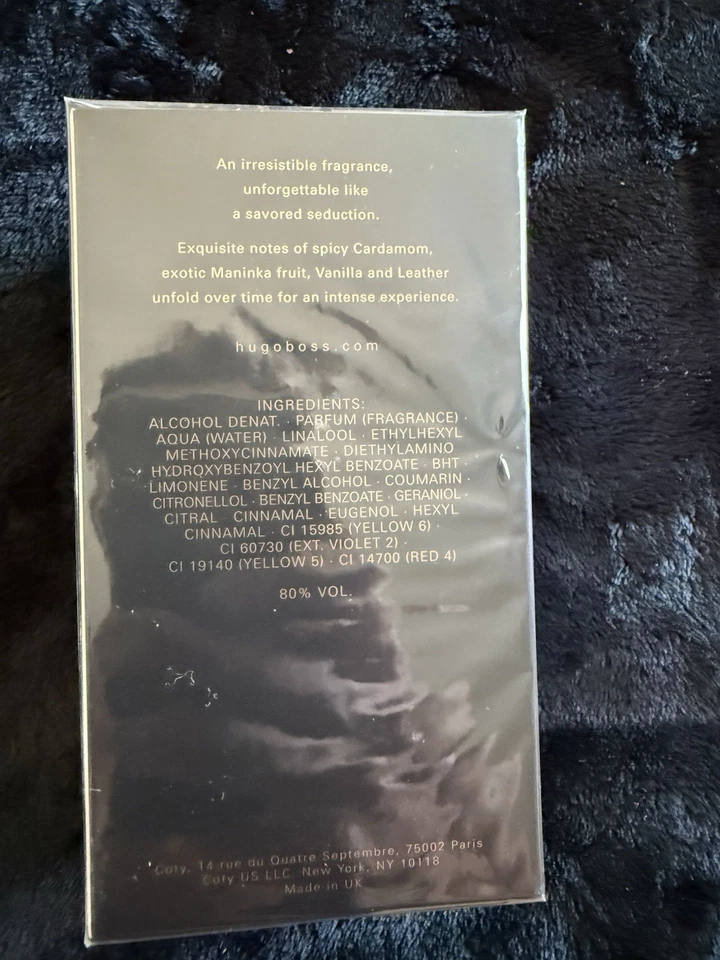 An irresistible fragrance,
unforgettable like
a savored seduction.
Exquisite notes of spicy Cardamom,
exotic Maninka fruit, Vanilla and Leather
unfold over time for an intense experience.
hugoboss.com
INGREDIENTS:
ALCOHOL DENAT. · PARFUM (FRAGRANCE) ·
AQUA (WATER) · LINALOOL · ETHYLHEXYL
METHOXYCINNAMATE · DIETHYLAMINO
HYDROXYBENZOYL HEXYL BENZOATE · BHT ·
LIMONENE · BENZYL ALCOHOL · COUMARIN ·
CITRONELLOL · BENZYL BENZOATE · GERANIOL ·
CITRAL · CINNAMAL · EUGENOL · HEXYL
CINNAMAL · CI 15985 (YELLOW 6) ·
CI 60730 (EXT. VIOLET 2) ·
CI 19140 (YELLOW 5) · CI 14700 (RED 4)
80% VOL.
Coty, 14 rue du Quatre Septembre, 75002 Paris
Coty US LLC, New York, NY 10118
Made in UK